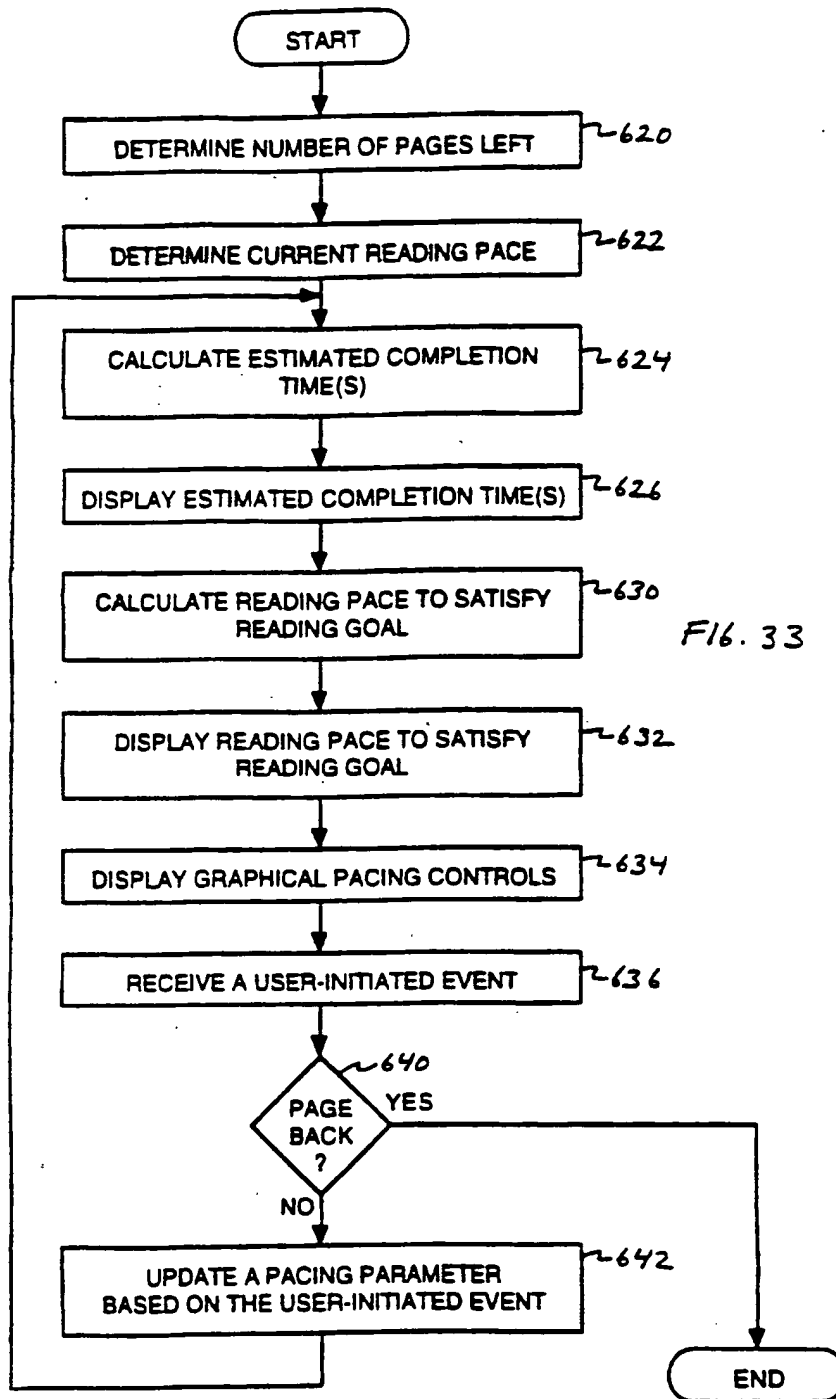 START
DETERMINE NUMBER OF PAGES LEFT
620
DETERMINE CURRENT READING PACE
622
CALCULATE ESTIMATED COMPLETION
TIME(S)
624
DISPLAY ESTIMATED COMPLETION TIME(S)
626
CALCULATE READING PACE TO SATISFY
READING GOAL
630
FIG. 33
DISPLAY READING PACE TO SATISFY
READING GOAL
632
DISPLAY GRAPHICAL PACING CONTROLS
634
RECEIVE A USER-INITIATED EVENT
636
640
PAGE
BACK
?
YES
NO
UPDATE A PACING PARAMETER
BASED ON THE USER-INITIATED EVENT
642
END